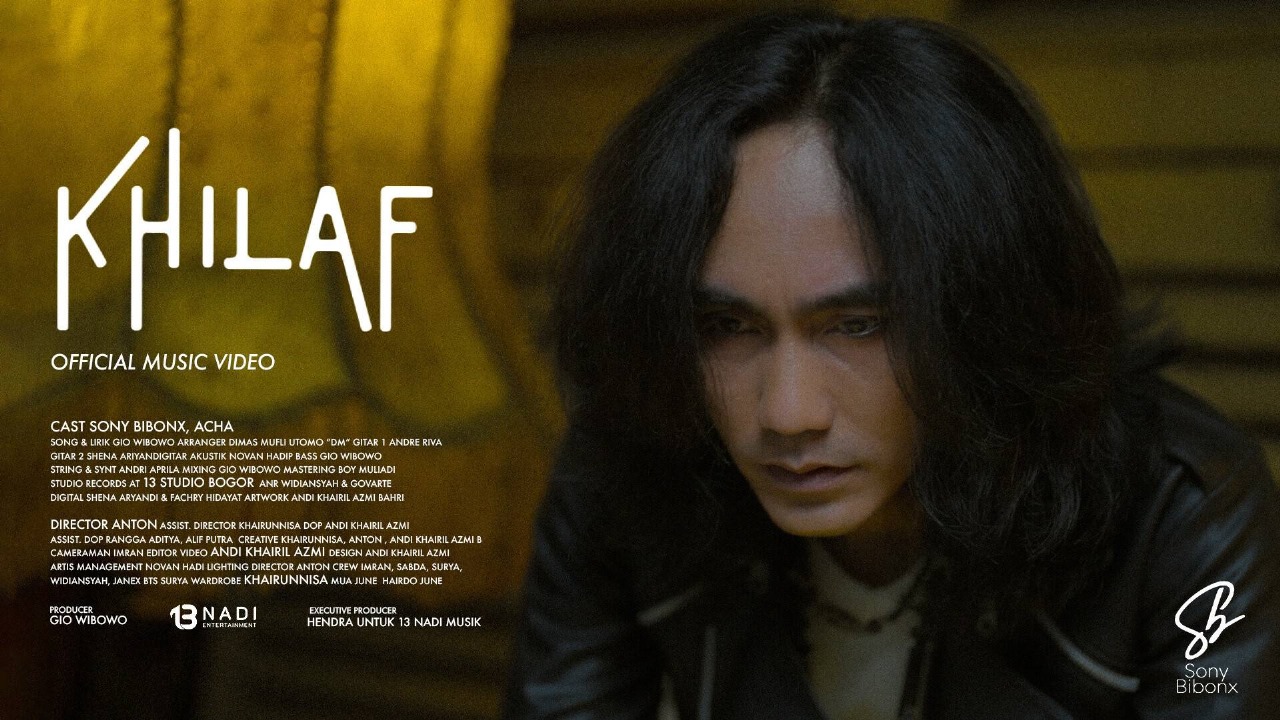 KHILAF
OFFICIAL MUSIC VIDEO
CAST SONY BIBONX, ACHA
SONG & LIRIK GIO WIBOWO ARRANGER DIMAS MUFLI UTOMO "DM" GITAR 1 ANDRE RIVA
GITAR 2 SHENA ARIYANDIGITAR AKUSTIK NOVAN HADIP BASS GIO WIBOWO
STRING & SYNT ANDRI APRILA MIXING GIO WIBOWO MASTERING BOY MULIADI
STUDIO RECORDS AT 13 STUDIO BOGOR ANR WIDIANSYAH & GOVARTE
DIGITAL SHENA ARYANDI & FACHRY HIDAYAT ARTWORK ANDI KHAIRIL AZMI BAHRI
DIRECTOR ANTON ASSIST. DIRECTOR KHAIRUNNISA DOP ANDI KHAIRIL AZMI
ASSIST. DOP RANGGA ADITYA, ALIF PUTRA CREATIVE KHAIRUNNISA, ANTON , ANDI KHAIRIL AZMI B
CAMERAMAN IMRAN EDITOR VIDEO ANDI KHAIRIL AZMI DESIGN ANDI KHAIRIL AZMI
ARTIS MANAGEMENT NOVAN HADI LIGHTING DIRECTOR ANTON CREW IMRAN, SABDA, SURYA,
WIDIANSYAH, JANEX BTS SURYA WARDROBE KHAIRUNNISA MUA JUNE HAIRDO JUNE
PRODUCER
GIO WIBOWO
13 NADI
ENTERTAINMENT
EXECUTIVE PRODUCER
HENDRA UNTUK 13 NADI MUSIK
Sb
Sony
Bibonx